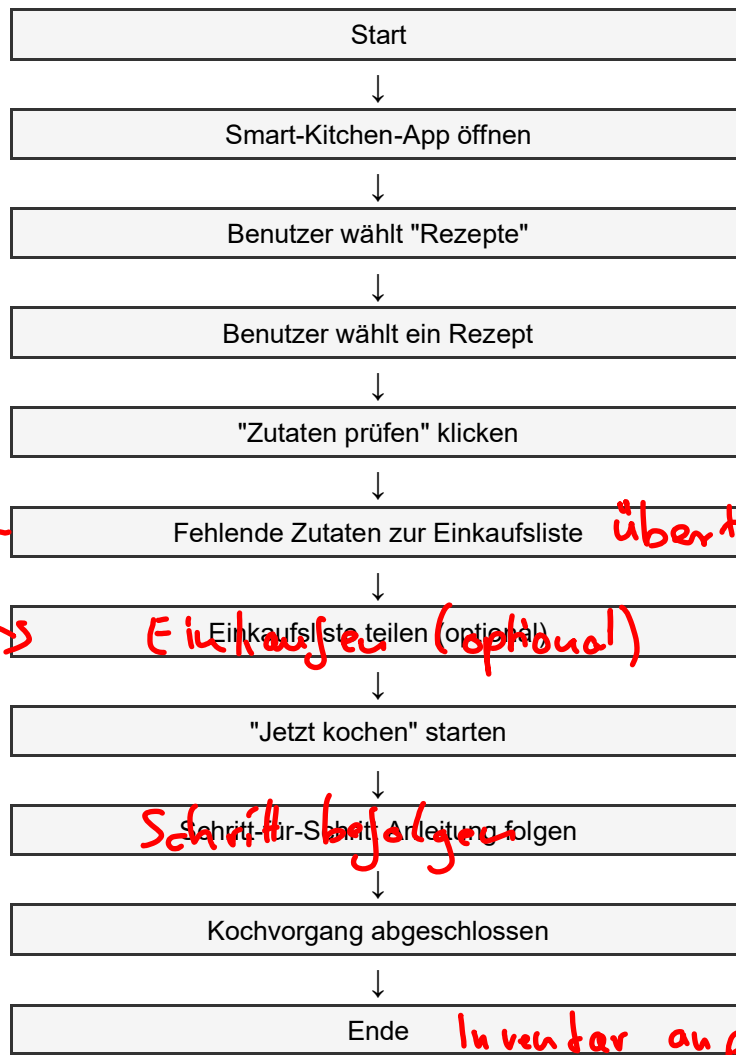 Start
↓
Smart-Kitchen-App öffnen
↓
Benutzer wählt "Rezepte"
↓
Benutzer wählt ein Rezept
↓
"Zutaten prüfen" klicken
↓
Fehlende Zutaten zur Einkaufsliste übert
↓
Einkaufsliste teilen (optional)
Einkaufen (optional)
↓
"Jetzt kochen" starten
↓
Schritt-für-Schritt Anleitung folgen
Schritt befolgen
↓
Kochvorgang abgeschlossen
↓
Ende Inventar an